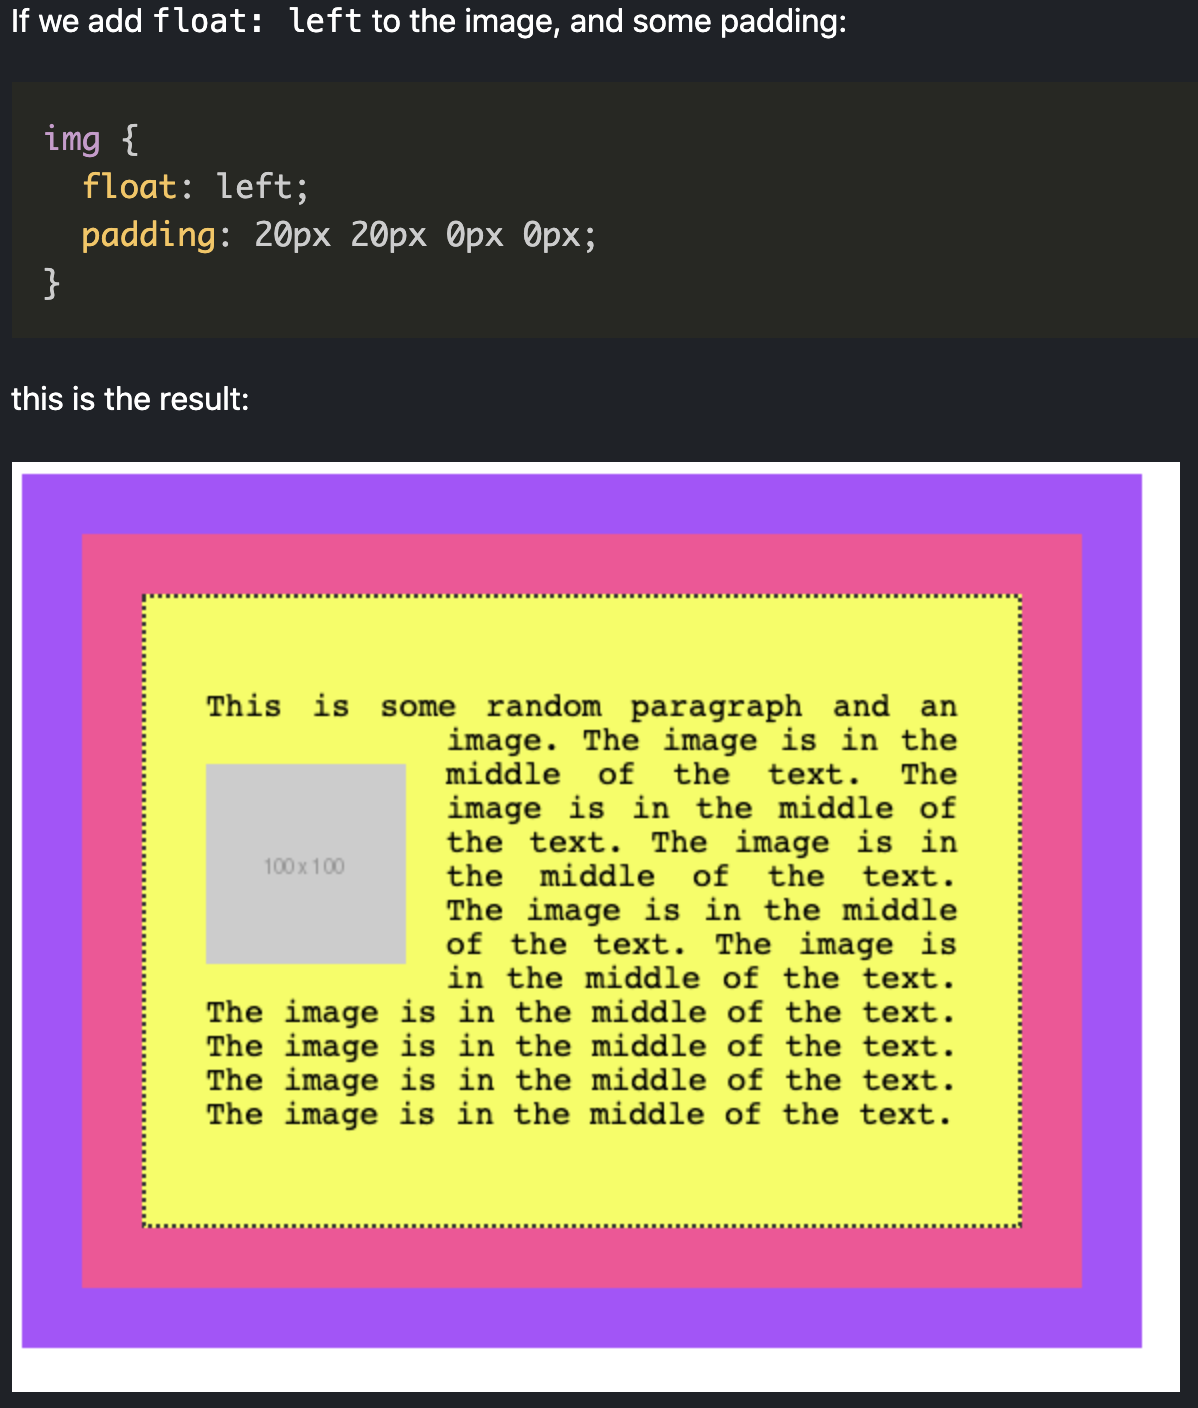 If we add float: left to the image, and some padding:
img {
  float: left;
  padding: 20px 20px 0px 0px;
}
this is the result:
This is some random paragraph and an
image. The image is in the
middle of the text. The
image is in the middle of
the text. The image is in
the middle of the text.
The image is in the middle
of the text. The image is
in the middle of the text.
100 x 100
The image is in the middle of the text.
The image is in the middle of the text.
The image is in the middle of the text.
The image is in the middle of the text.